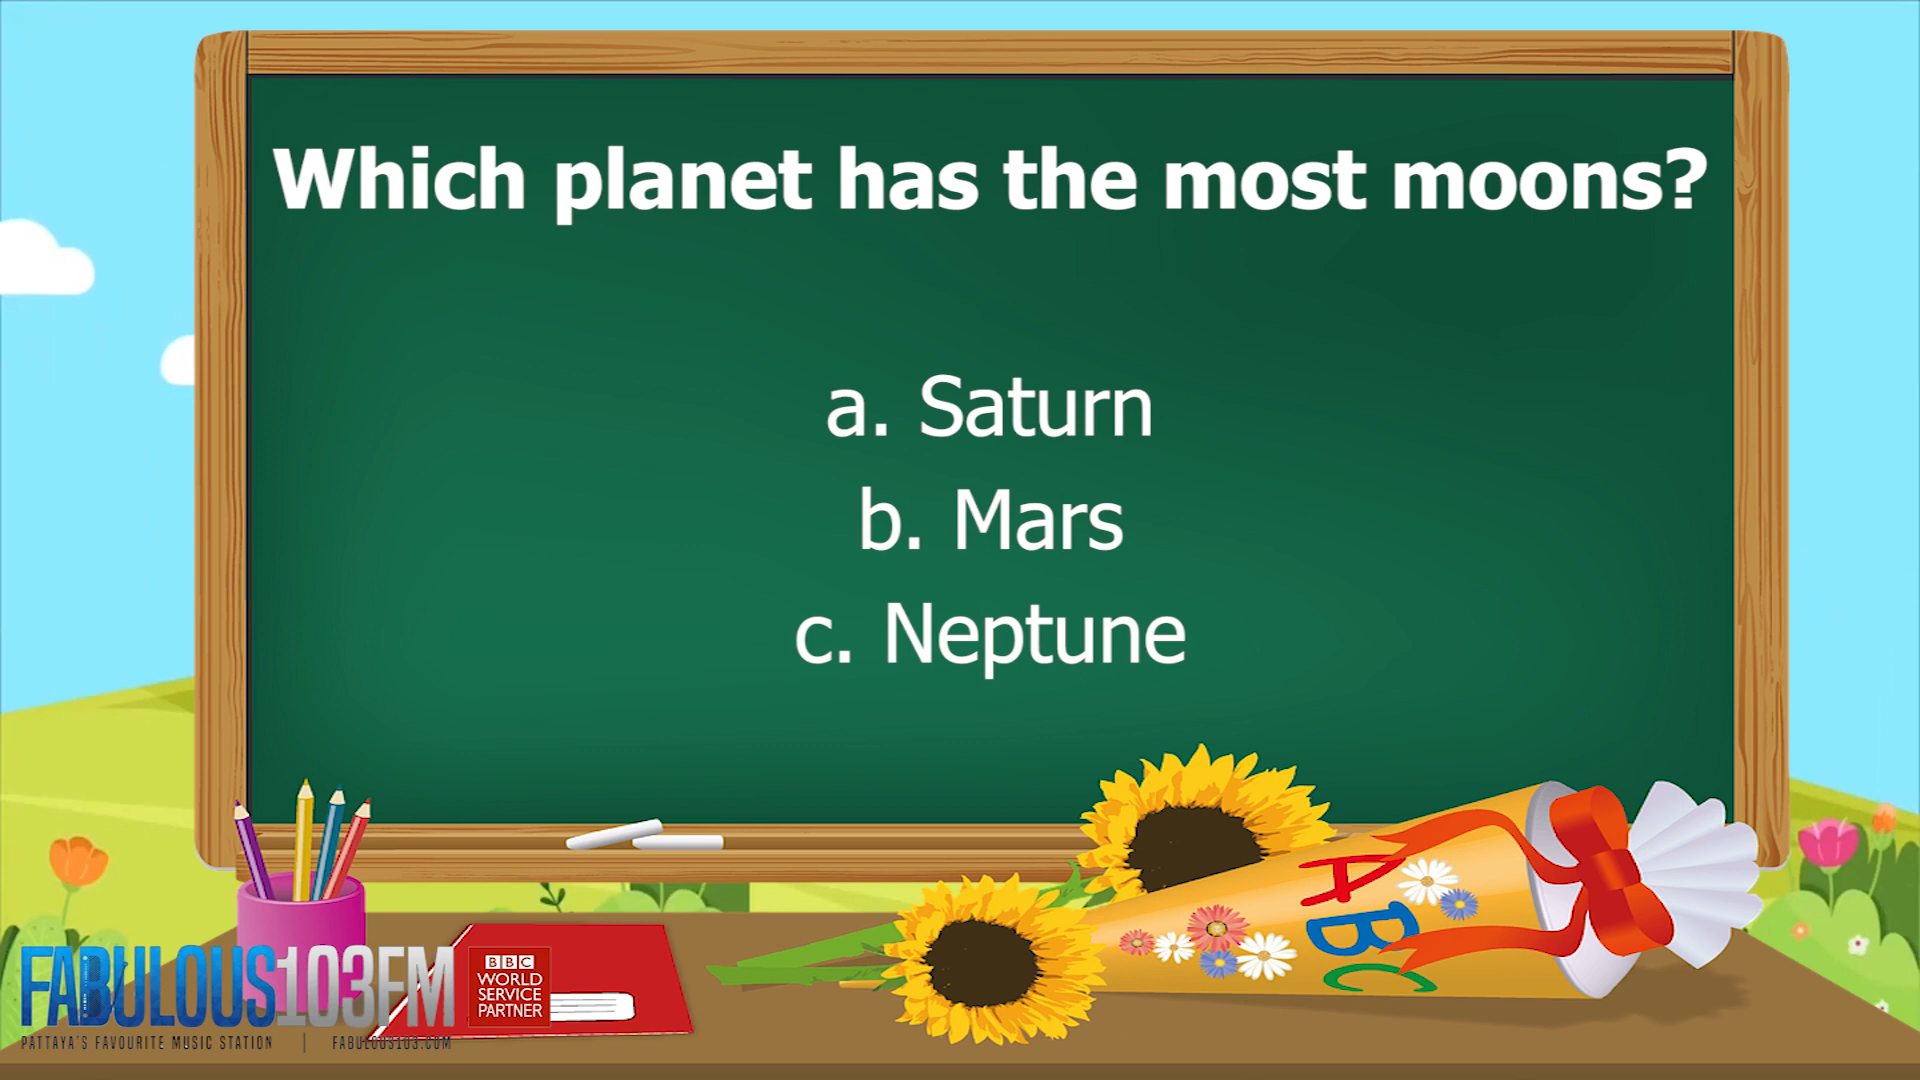 Which planet has the most moons?
a. Saturn
b. Mars
c. Neptune
ABC
FABULOUS103FM
PATTAYA'S FAVOURITE MUSIC STATION | FABULOUS103.COM
BBC
WORLD
SERVICE
PARTNER